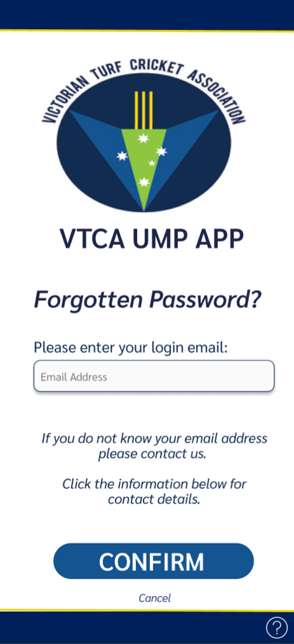 VICTORIAN TURF CRICKET ASSOCIATION
VTCA UMP APP
Forgotten Password?
Please enter your login email:
Email Address
If you do not know your email address
please contact us.
Click the information below for
contact details.
CONFIRM
Cancel
?